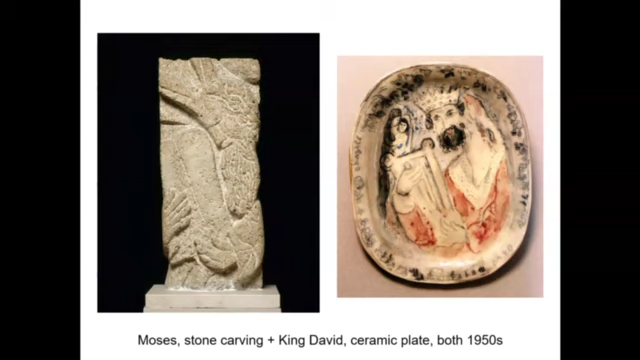 Moses, stone carving + King David, ceramic plate, both 1950s